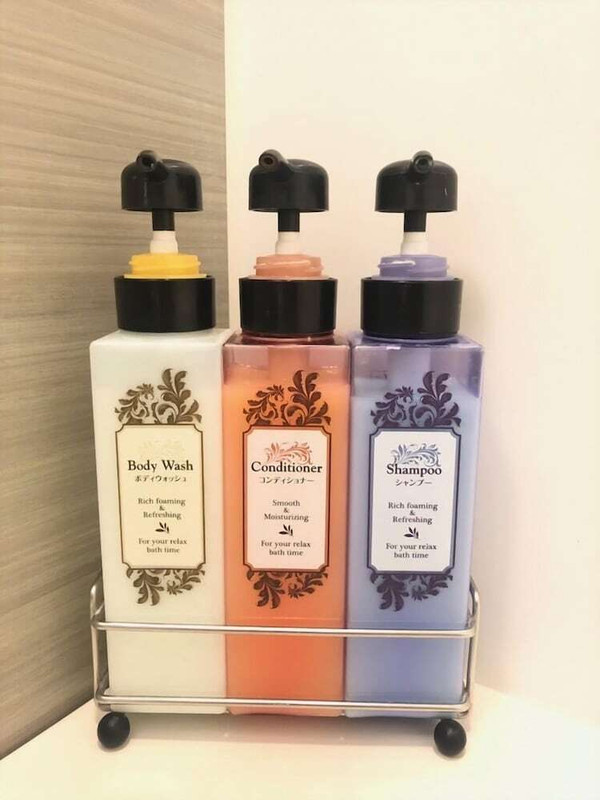 Body Wash
ボディウォッシュ
Rich foaming
&
Refreshing
For your relax
bath time
Conditioner
コンディショナー
Smooth
&
Moisturizing
For your relax
bath time
Shampoo
シャンプー
Rich foaming
&
Refreshing
For your relax
bath time